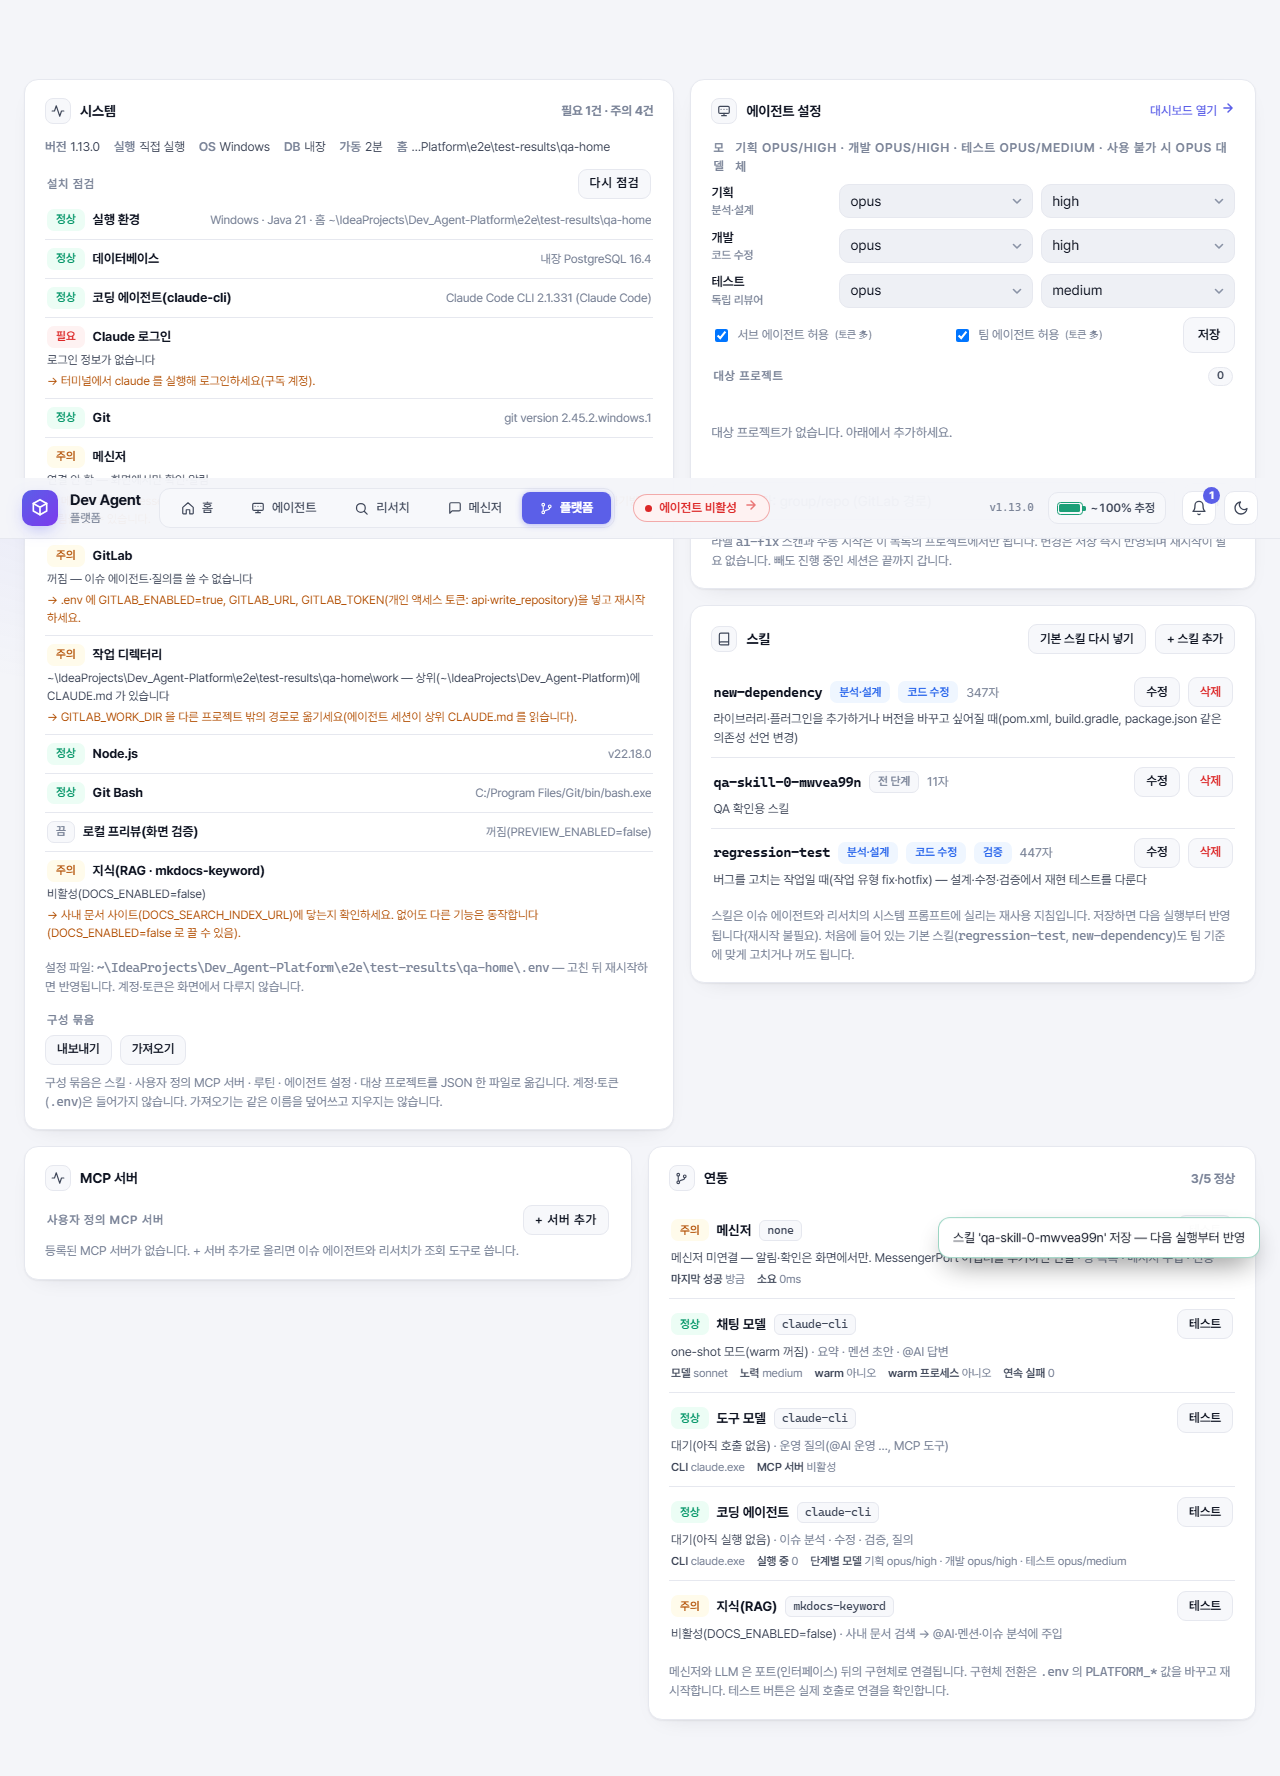 시스템
필요 1건 · 주의 4건
버전 1.13.0 실행 직접 실행 OS Windows DB 내장 가동 2분 홈 ...Platform\e2e\test-results\qa-home
설치 점검
다시 점검
정상 실행 환경 Windows · Java 21 · 홈 ~\IdeaProjects\Dev_Agent-Platform\e2e\test-results\qa-home
정상 데이터베이스 내장 PostgreSQL 16.4
정상 코딩 에이전트(claude-cli) Claude Code CLI 2.1.331 (Claude Code)
필요 Claude 로그인
로그인 정보가 없습니다
→ 터미널에서 claude 를 실행해 로그인하세요(구독 계정).
정상 Git git version 2.45.2.windows.1
주의 메신저
에이전트 설정
대시보드 열기 →
모델 기획 OPUS/HIGH · 개발 OPUS/HIGH · 테스트 OPUS/MEDIUM · 사용 불가 시 OPUS 대체
기획 opus high
분석·설계
개발 opus high
코드 수정
테스트 opus medium
독립 리뷰어
서브 에이전트 허용 (토큰 多) 팀 에이전트 허용 (토큰 多) 저장
대상 프로젝트 0
대상 프로젝트가 없습니다. 아래에서 추가하세요.
Dev Agent
플랫폼
홈 에이전트 리서치 메신저 플랫폼 에이전트 비활성 → v1.13.0 ~100% 추정 1
주의 GitLab
꺼짐 — 이슈 에이전트·질의를 쓸 수 없습니다
→ .env 에 GITLAB_ENABLED=true, GITLAB_URL, GITLAB_TOKEN(개인 액세스 토큰: api·write_repository)을 넣고 재시작
하세요.
주의 작업 디렉터리
~\IdeaProjects\Dev_Agent-Platform\e2e\test-results\qa-home\work — 상위(~\IdeaProjects\Dev_Agent-Platform)에
CLAUDE.md 가 있습니다
→ GITLAB_WORK_DIR 을 다른 프로젝트 밖의 경로로 옮기세요(에이전트 세션이 상위 CLAUDE.md 를 읽습니다).
정상 Node.js v22.18.0
정상 Git Bash C:/Program Files/Git/bin/bash.exe
끔 로컬 프리뷰(화면 검증) 꺼짐(PREVIEW_ENABLED=false)
주의 지식(RAG · mkdocs-keyword)
비활성(DOCS_ENABLED=false)
→ 사내 문서 사이트(DOCS_SEARCH_INDEX_URL)에 닿는지 확인하세요. 없어도 다른 기능은 동작합니다
(DOCS_ENABLED=false 로 끌 수 있음).
설정 파일: ~\IdeaProjects\Dev_Agent-Platform\e2e\test-results\qa-home\.env — 고친 뒤 재시작하
면 반영됩니다. 계정·토큰은 화면에서 다루지 않습니다.
구성 묶음
내보내기 가져오기
구성 묶음은 스킬 · 사용자 정의 MCP 서버 · 루틴 · 에이전트 설정 · 대상 프로젝트를 JSON 한 파일로 옮깁니다. 계정·토큰
(.env)은 들어가지 않습니다. 가져오기는 같은 이름을 덮어쓰고 지우지는 않습니다.
라벨 ai-fix 스캔과 수동 시작은 이 목록의 프로젝트에서만 됩니다. 변경은 저장 즉시 반영되며 재시작이 필
요 없습니다. 빼도 진행 중인 세션은 끝까지 갑니다.
스킬
기본 스킬 다시 넣기 + 스킬 추가
new-dependency 분석·설계 코드 수정 347자 수정 삭제
라이브러리·플러그인을 추가하거나 버전을 바꾸고 싶어질 때(pom.xml, build.gradle, package.json 같은
의존성 선언 변경)
qa-skill-0-mwvea99n 전 단계 11자 수정 삭제
QA 확인용 스킬
regression-test 분석·설계 코드 수정 검증 447자 수정 삭제
버그를 고치는 작업일 때(작업 유형 fix·hotfix) — 설계·수정·검증에서 재현 테스트를 다룬다
스킬은 이슈 에이전트와 리서치의 시스템 프롬프트에 실리는 재사용 지침입니다. 저장하면 다음 실행부터 반영
됩니다(재시작 불필요). 처음에 들어 있는 기본 스킬(regression-test, new-dependency)도 팀 기준
에 맞게 고치거나 꺼도 됩니다.
MCP 서버
사용자 정의 MCP 서버
+ 서버 추가
등록된 MCP 서버가 없습니다. + 서버 추가로 올리면 이슈 에이전트와 리서치가 조회 도구로 씁니다.
연동
3/5 정상
주의 메신저 none
스킬 'qa-skill-0-mwvea99n' 저장 — 다음 실행부터 반영
메신저 미연결 — 알림·확인은 화면에서만. MessengerPort
마지막 성공 방금 소요 0ms
정상 채팅 모델 claude-cli 테스트
one-shot 모드(warm 꺼짐) · 요약 · 멘션 초안 · @AI 답변
모델 sonnet 노력 medium warm 아니오 warm 프로세스 아니오 연속 실패 0
정상 도구 모델 claude-cli 테스트
대기(아직 호출 없음) · 운영 질의(@AI 운영 ..., MCP 도구)
CLI claude.exe MCP 서버 비활성
정상 코딩 에이전트 claude-cli 테스트
대기(아직 실행 없음) · 이슈 분석 · 수정 · 검증, 질의
CLI claude.exe 실행 중 0 단계별 모델 기획 opus/high · 개발 opus/high · 테스트 opus/medium
주의 지식(RAG) mkdocs-keyword 테스트
비활성(DOCS_ENABLED=false) · 사내 문서 검색 → @AI·멘션·이슈 분석에 주입
메신저와 LLM 은 포트(인터페이스) 뒤의 구현체로 연결됩니다. 구현체 전환은 .env 의 PLATFORM_* 값을 바꾸고 재
시작합니다. 테스트 버튼은 실제 호출로 연결을 확인합니다.